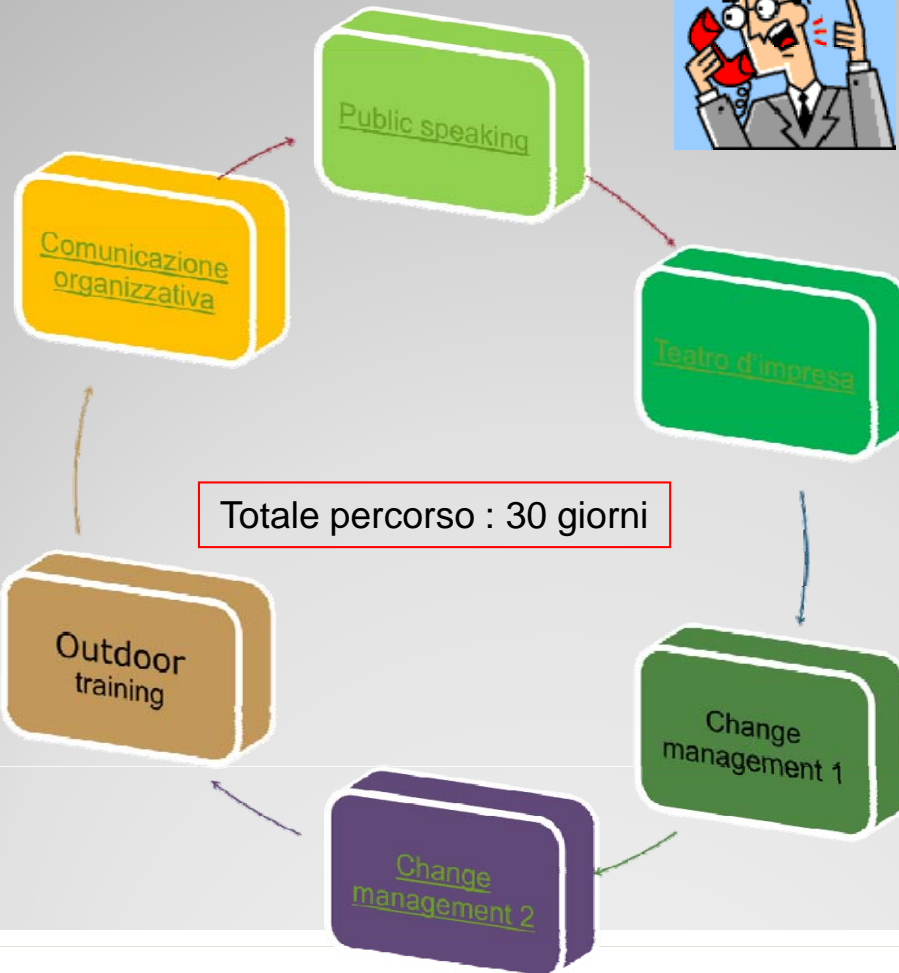 Public speaking
Comunicazione
organizzativa
Teatro d'impresa
Totale percorso : 30 giorni
Outdoor
training
Change
management 1
Change
management 2